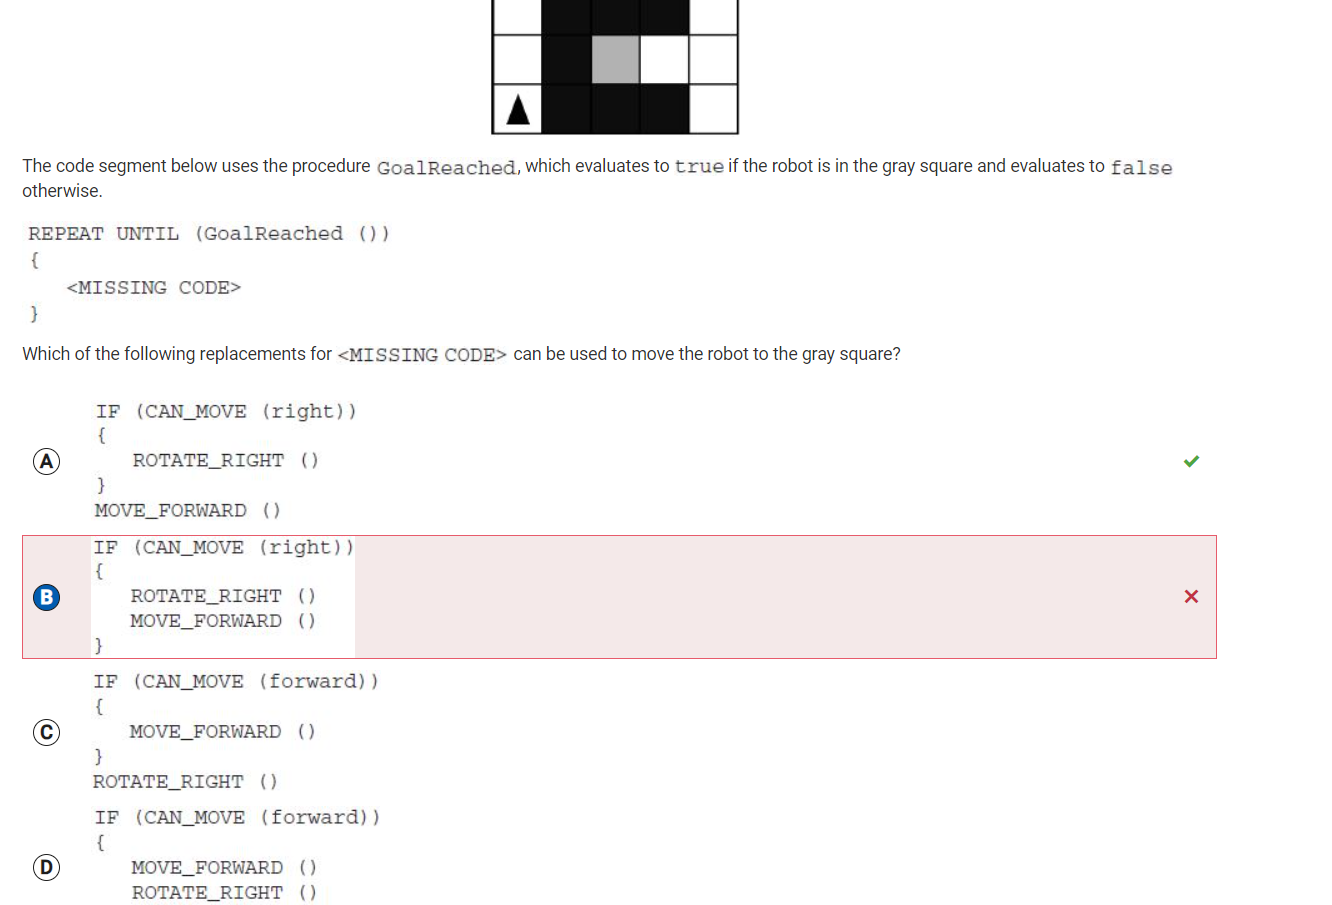 The code segment below uses the procedure GoalReached, which evaluates to true if the robot is in the gray square and evaluates to false
otherwise.
REPEAT UNTIL (GoalReached ())
{
<MISSING CODE>
}
Which of the following replacements for <MISSING CODE> can be used to move the robot to the gray square?
IF (CAN_MOVE (right))
{
A ROTATE_RIGHT ()
}
MOVE_FORWARD ()
IF (CAN_MOVE (right))
{
B ROTATE_RIGHT ()
MOVE_FORWARD ()
}
IF (CAN_MOVE (forward))
{
C MOVE_FORWARD ()
}
ROTATE_RIGHT ()
IF (CAN_MOVE (forward))
{
D MOVE_FORWARD ()
ROTATE_RIGHT ()